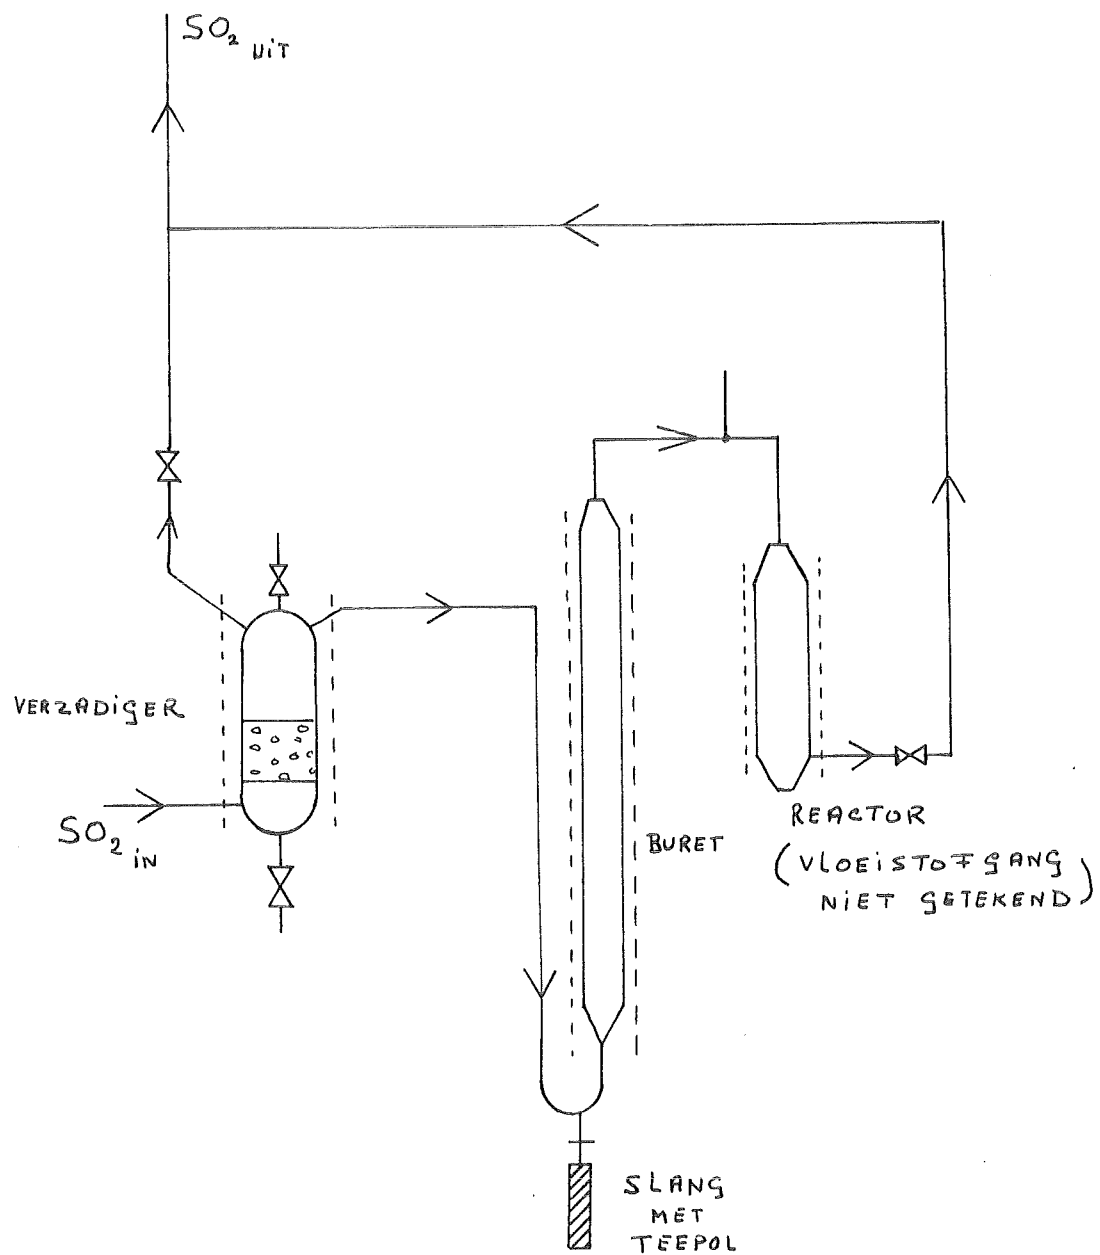 SO2 UIT
VERZADIGER
SO2 IN
BURET
REACTOR
(VLOEISTOFGANG
NIET GETEKEND)
SLANG
MET
TEEPOL